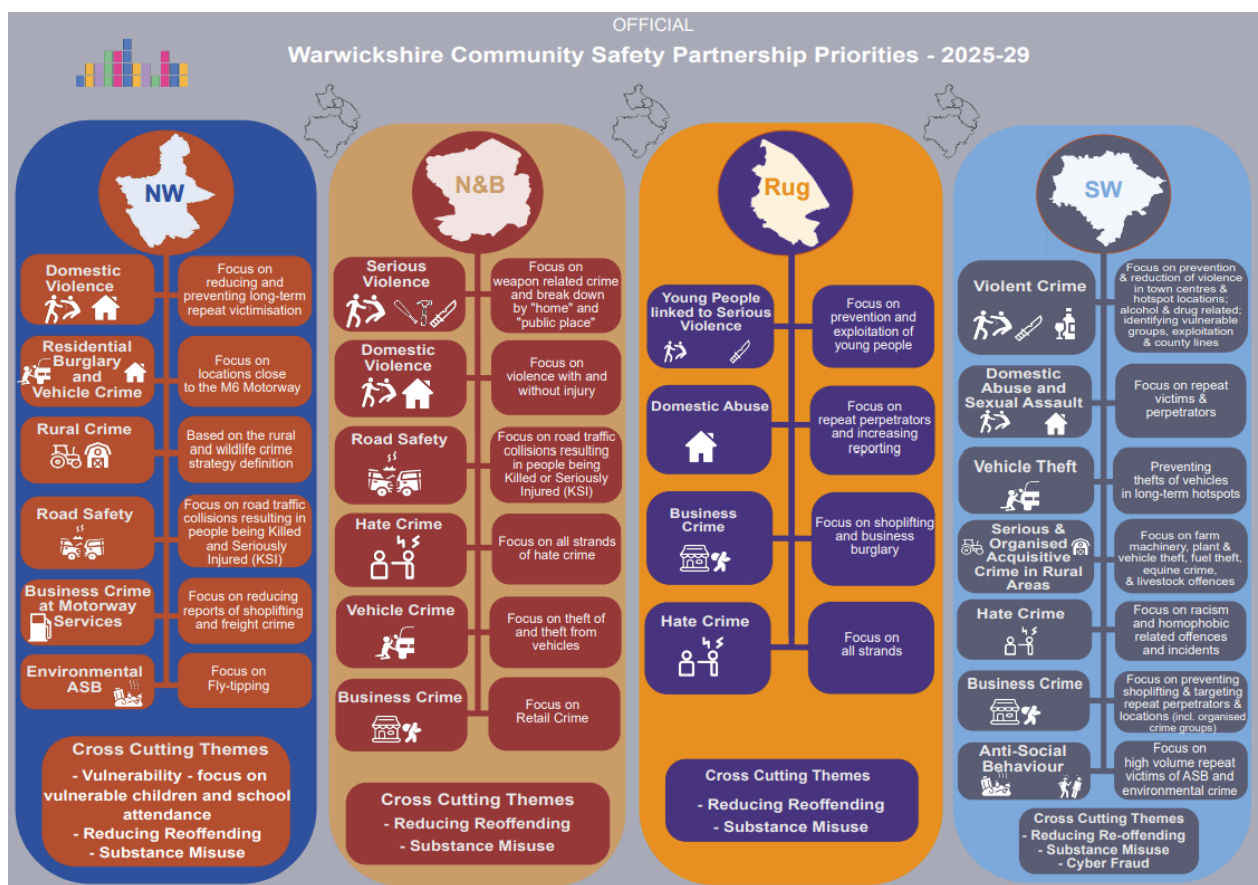 OFFICIAL
Warwickshire Community Safety Partnership Priorities - 2025-29
NW
Domestic
Violence
Focus on
reducing and
preventing long-term
repeat victimisation
Residential
Burglary
and
Vehicle Crime
Focus on
locations close
to the M6 Motorway
Rural Crime
Based on the rural
and wildlife crime
strategy definition
Road Safety
Focus on road traffic
collisions resulting in
people being Killed
and Seriously
Injured (KSI)
Business Crime
at Motorway
Services
Focus on reducing
reports of shoplifting
and freight crime
Environmental
ASB
Focus on
Fly-tipping
Cross Cutting Themes
- Vulnerability - focus on
vulnerable children and school
attendance
- Reducing Reoffending
- Substance Misuse
N&B
Serious
Violence
Focus on
weapon related crime
and break down
by "home" and
"public place"
Domestic
Violence
Focus on
violence with and
without injury
Road Safety
Focus on road traffic
collisions resulting
in people being
Killed or Seriously
Injured (KSI)
Hate Crime
Focus on all strands
of hate crime
Vehicle Crime
Focus on theft of
and theft from
vehicles
Business Crime
Focus on
Retail Crime
Cross Cutting Themes
- Reducing Reoffending
- Substance Misuse
Rug
Young People
linked to Serious
Violence
Focus on
prevention and
exploitation of
young people
Domestic Abuse
Focus on
repeat perpetrators
and increasing
reporting
Business
Crime
Focus on shoplifting
and business
burglary
Hate Crime
Focus on
all strands
Cross Cutting Themes
- Reducing Reoffending
- Substance Misuse
SW
Violent Crime
Focus on prevention
& reduction of violence
in town centres &
hotspot locations;
alcohol & drug related;
identifying vulnerable
groups, exploitation
& county lines
Domestic
Abuse and
Sexual Assault
Focus on repeat
victims &
perpetrators
Vehicle Theft
Preventing
thefts of vehicles
in long-term hotspots
Serious &
Organised
Acquisitive
Crime in Rural
Areas
Focus on farm
machinery, plant &
vehicle theft, fuel theft,
equine crime,
& livestock offences
Hate Crime
Focus on racism
and homophobic
related offences
and incidents
Business Crime
Focus on preventing
shoplifting & targeting
repeat perpetrators &
locations (incl. organised
crime groups)
Anti-Social
Behaviour
Focus on
high volume repeat
victims of ASB and
environmental crime
Cross Cutting Themes
- Reducing Re-offending
- Substance Misuse
- Cyber Fraud